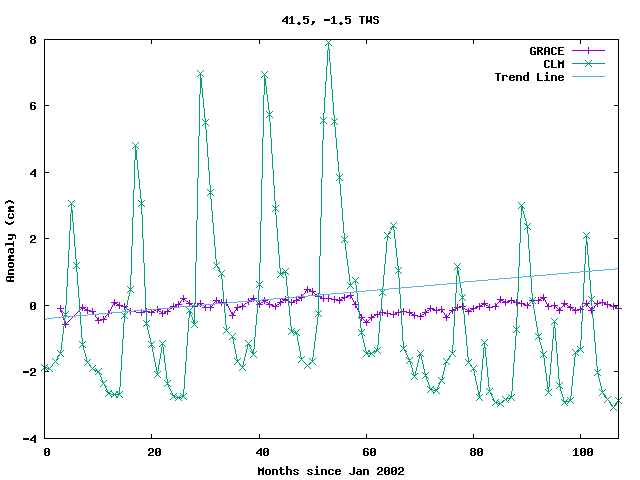 41.5, -1.5 TWS
GRACE
CLM
Trend Line
8
6
4
2
0
-2
-4
Anomaly (cm)
0 20 40 60 80 100
Months since Jan 2002